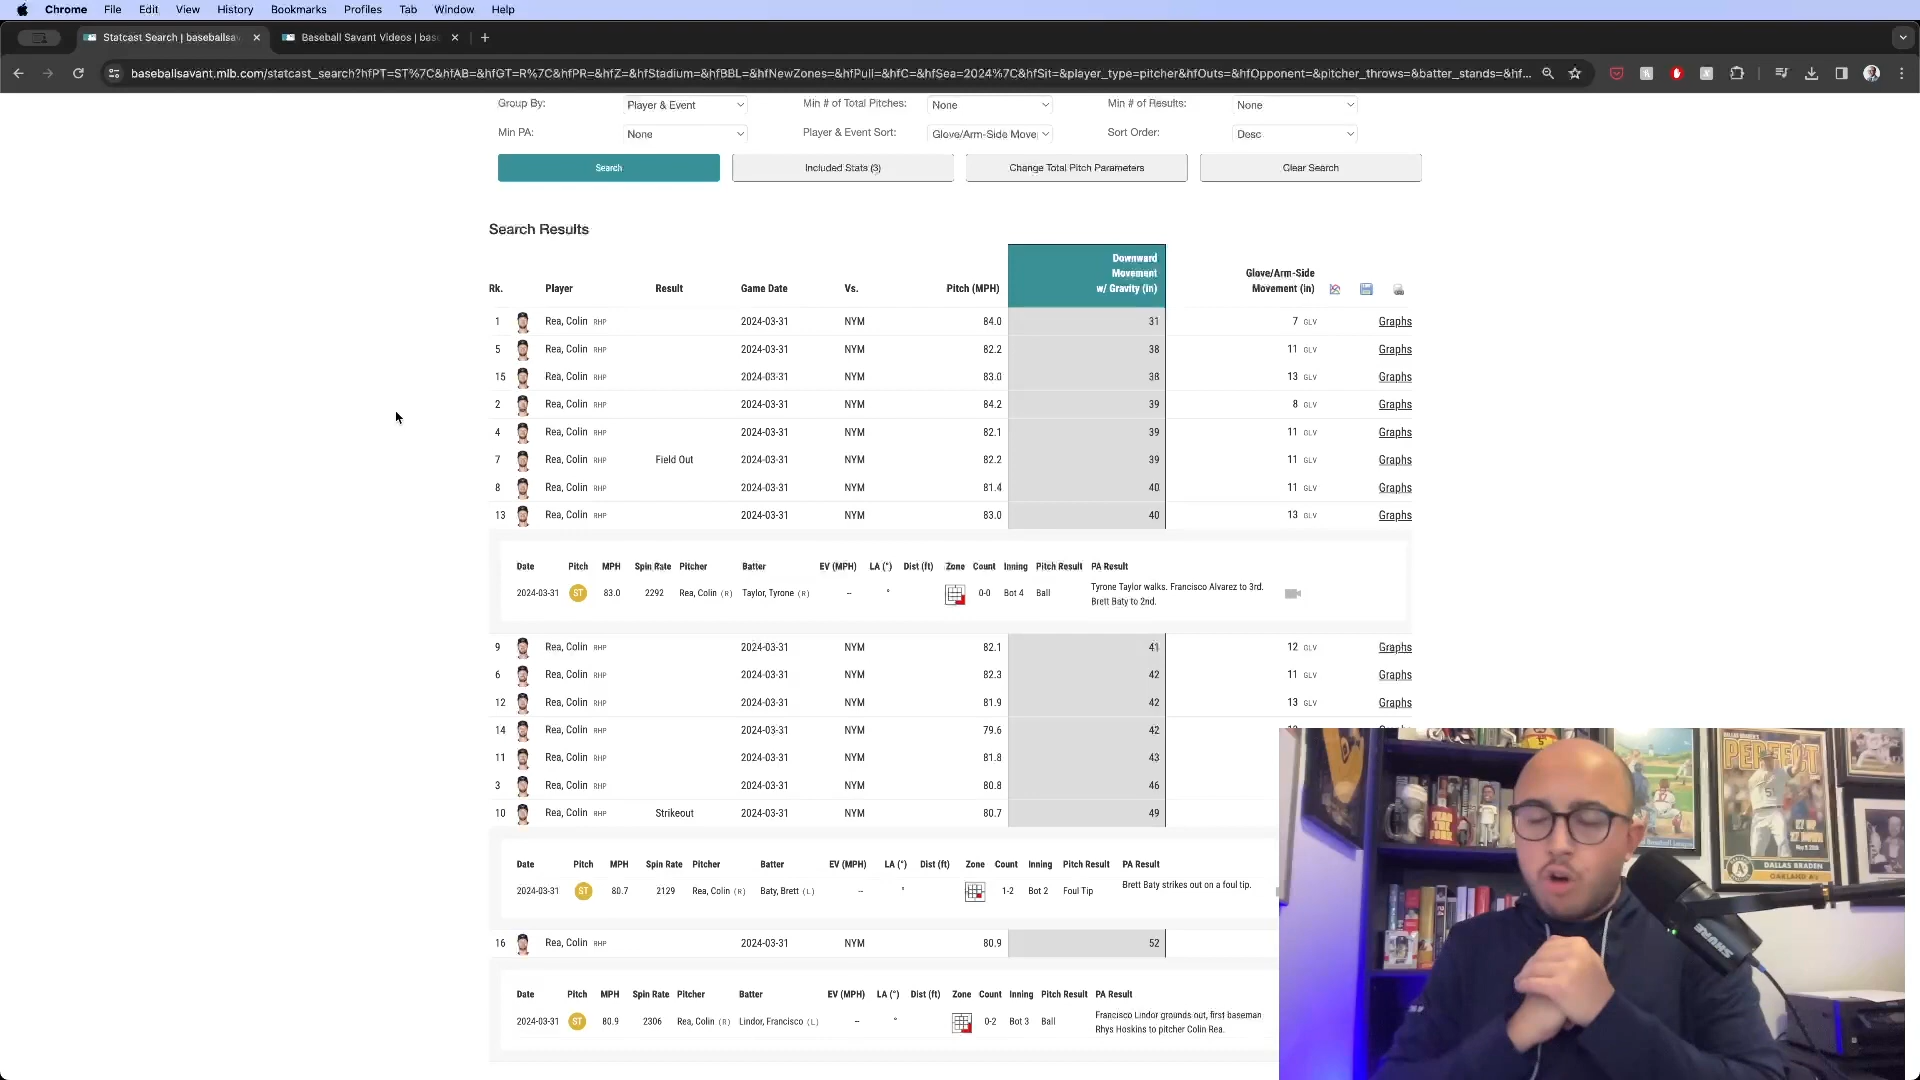 Chrome File Edit View History Bookmarks Profiles Tab Window Help
Statcast Search | baseballsava Baseball Savant Videos | bas
baseballsavant.mlb.com/statcast_search?hfPT=ST%7C&hfAB=&hfGT=R%7C&hfPR=&hfZ=&hfStadium=&hfBBL=&hfNewZones=&hfPull=&hfC=&hfSea=2024%7C&hfSit=&player_type=pitcher&hfOuts=&hfOpponent=&pitcher_throws=&batter_stands=&hf...
Group By: Player & Event Min # of Total Pitches: None Min # of Results: None
Min PA: None Player & Event Sort: Glove/Arm-Side Move Sort Order: Desc
Search Included Stats (3) Change Total Pitch Parameters Clear Search
Search Results
Rk. Player Result Game Date Vs. Pitch (MPH) Downward Movement w/ Gravity (in) Glove/Arm-Side Movement (in)
1 Rea, Colin RHP 2024-03-31 NYM 84.0 31 7 GLV Graphs
5 Rea, Colin RHP 2024-03-31 NYM 82.2 38 11 GLV Graphs
15 Rea, Colin RHP 2024-03-31 NYM 83.0 38 13 GLV Graphs
2 Rea, Colin RHP 2024-03-31 NYM 84.2 39 8 GLV Graphs
4 Rea, Colin RHP 2024-03-31 NYM 82.1 39 11 GLV Graphs
7 Rea, Colin RHP Field Out 2024-03-31 NYM 82.2 39 11 GLV Graphs
8 Rea, Colin RHP 2024-03-31 NYM 81.4 40 11 GLV Graphs
13 Rea, Colin RHP 2024-03-31 NYM 83.0 40 13 GLV Graphs
Date Pitch MPH Spin Rate Pitcher Batter EV (MPH) LA (°) Dist (ft) Zone Count Inning Pitch Result PA Result
2024-03-31 ST 83.0 2292 Rea, Colin (R) Taylor, Tyrone (R) -- ° 0-0 Bot 4 Ball Tyrone Taylor walks. Francisco Alvarez to 3rd.
Brett Baty to 2nd.
9 Rea, Colin RHP 2024-03-31 NYM 82.1 41 12 GLV Graphs
6 Rea, Colin RHP 2024-03-31 NYM 82.3 42 11 GLV Graphs
12 Rea, Colin RHP 2024-03-31 NYM 81.9 42 13 GLV Graphs
14 Rea, Colin RHP 2024-03-31 NYM 79.6 42
11 Rea, Colin RHP 2024-03-31 NYM 81.8 43
3 Rea, Colin RHP 2024-03-31 NYM 80.8 46
10 Rea, Colin RHP Strikeout 2024-03-31 NYM 80.7 49
Date Pitch MPH Spin Rate Pitcher Batter EV (MPH) LA (°) Dist (ft) Zone Count Inning Pitch Result PA Result
2024-03-31 ST 80.7 2129 Rea, Colin (R) Baty, Brett (L) -- ° 1-2 Bot 2 Foul Tip Brett Baty strikes out on a foul tip.
16 Rea, Colin RHP 2024-03-31 NYM 80.9 52
Date Pitch MPH Spin Rate Pitcher Batter EV (MPH) LA (°) Dist (ft) Zone Count Inning Pitch Result PA Result
2024-03-31 ST 80.9 2306 Rea, Colin (R) Lindor, Francisco (L) -- ° 0-2 Bot 3 Ball Francisco Lindor grounds out, first baseman
Rhys Hoskins to pitcher Colin Rea.
PERFECT
DALLAS BRADEN
FEAR
THE
FORK
SHURE